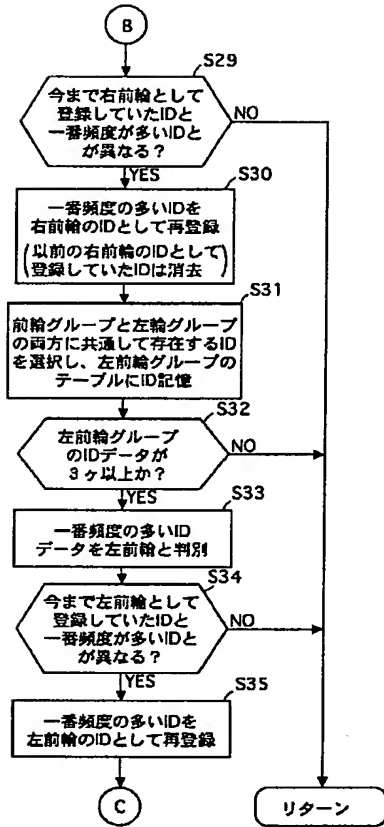 B
S29
今まで右前輪として
登録していたIDと
一番頻度が多いIDと
が異なる?
NO
YES
S30
一番頻度の多いIDを
右前輪のIDとして再登録
(以前の右前輪のIDとして
登録していたIDは消去)
S31
前輪グループと左輪グループ
の両方に共通して存在するID
を選択し、左前輪グループの
テーブルにID記憶
S32
左前輪グループ
のIDデータが
3ヶ以上か?
NO
YES
S33
一番頻度の多いID
データを左前輪と判別
S34
今まで左前輪として
登録していたIDと
一番頻度が多いIDと
が異なる?
NO
YES
S35
一番頻度の多いIDを
左前輪のIDとして再登録
C
リターン